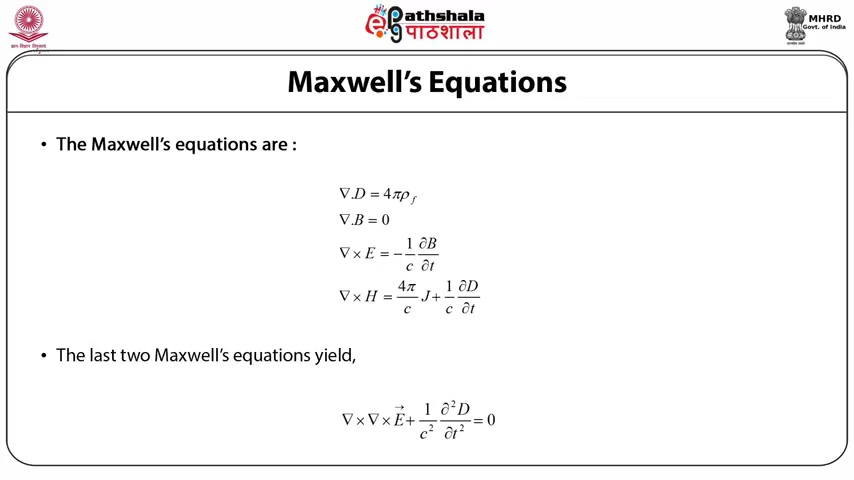 Pathshala
पाठशाला
MHRD
Govt. of India
Maxwell's Equations
• The Maxwell's equations are :
∇.D = 4πρ_f
∇.B = 0
∇ × E = − (1/c) ∂B/∂t
∇ × H = (4π/c) J + (1/c) ∂D/∂t
• The last two Maxwell's equations yield,
∇ × ∇ × E⃗ + (1/c²) ∂²D/∂t² = 0